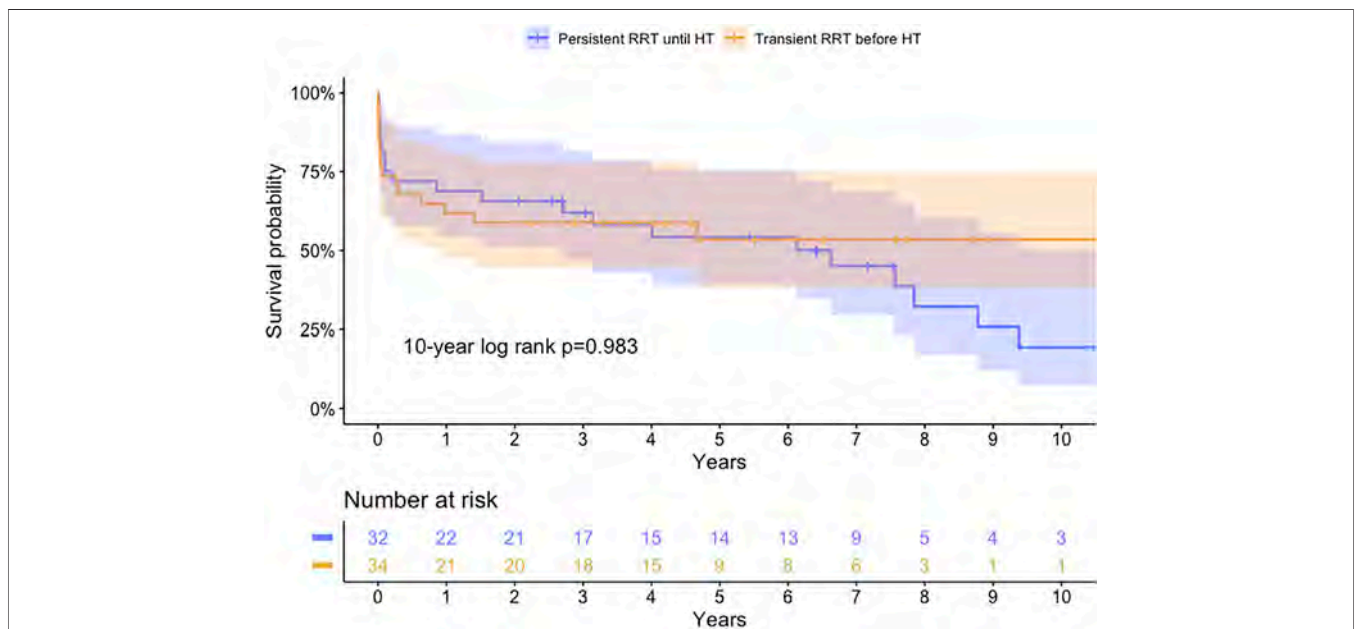 Persistent RRT until HT Transient RRT before HT
100%
75%
50%
25%
0%
Survival probability
10-year log rank p=0.983
0 1 2 3 4 5 6 7 8 9 10
Years
Number at risk
32 22 21 17 15 14 13 9 5 4 3
34 21 20 18 15 9 8 6 3 1 1
0 1 2 3 4 5 6 7 8 9 10
Years